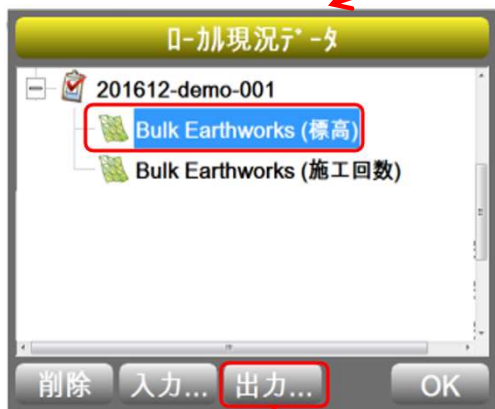 ﾛｰｶﾙ現況ﾃﾞｰﾀ
201612-demo-001
Bulk Earthworks (標高)
Bulk Earthworks (施工回数)
削除 入力... 出力... OK